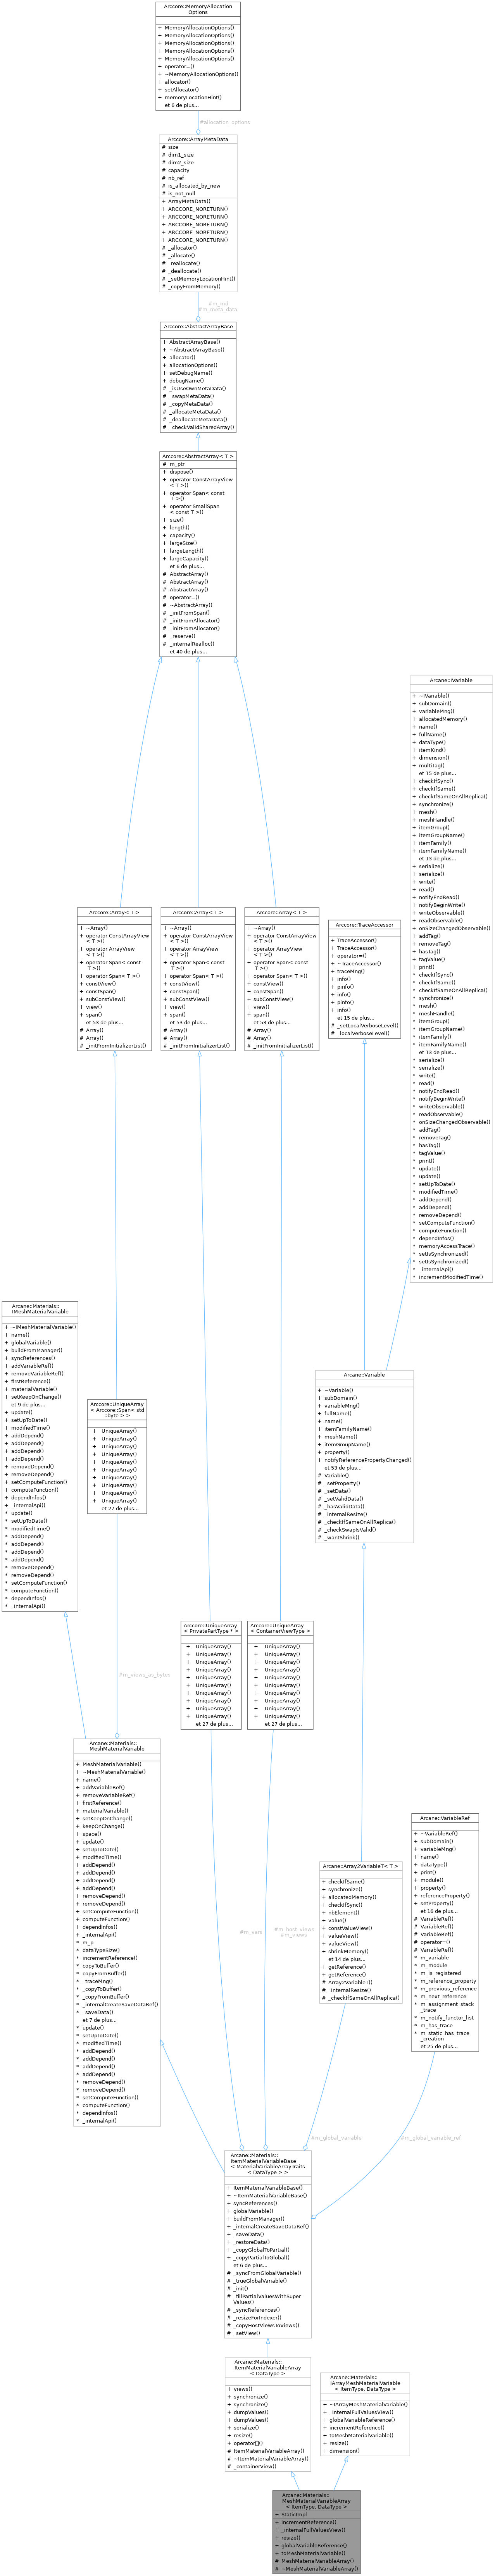 Arccore::MemoryAllocation
Options
+ MemoryAllocationOptions()
+ MemoryAllocationOptions()
+ MemoryAllocationOptions()
+ MemoryAllocationOptions()
+ MemoryAllocationOptions()
+ operator=()
+ ~MemoryAllocationOptions()
+ allocator()
+ setAllocator()
+ memoryLocationHint()
et 6 de plus...
#allocation_options
Arccore::ArrayMetaData
# size
# dim1_size
# dim2_size
# capacity
# nb_ref
# is_allocated_by_new
# is_not_null
+ ArrayMetaData()
+ ARCCORE_NORETURN()
+ ARCCORE_NORETURN()
+ ARCCORE_NORETURN()
+ ARCCORE_NORETURN()
+ ARCCORE_NORETURN()
# _allocator()
# _allocate()
# _reallocate()
# _deallocate()
# _setMemoryLocationHint()
# _copyFromMemory()
#m_md
#m_meta_data
Arccore::AbstractArrayBase
+ AbstractArrayBase()
+ ~AbstractArrayBase()
+ allocator()
+ allocationOptions()
+ setDebugName()
+ debugName()
# _isUseOwnMetaData()
# _swapMetaData()
# _copyMetaData()
# _allocateMetaData()
# _deallocateMetaData()
# _checkValidSharedArray()
Arccore::AbstractArray< T >
# m_ptr
+ dispose()
+ operator ConstArrayView
< T >()
+ operator Span< const
T >()
+ operator SmallSpan
< const T >()
+ size()
+ length()
+ capacity()
+ largeSize()
+ largeLength()
+ largeCapacity()
et 6 de plus...
# AbstractArray()
# AbstractArray()
# AbstractArray()
# operator=()
# ~AbstractArray()
# _initFromSpan()
# _initFromAllocator()
# _initFromAllocator()
# _reserve()
# _internalRealloc()
et 40 de plus...
Arcane::IVariable
+ ~IVariable()
+ subDomain()
+ variableMng()
+ allocatedMemory()
+ name()
+ fullName()
+ dataType()
+ itemKind()
+ dimension()
+ multiTag()
et 15 de plus...
* checkIfSync()
* checkIfSame()
* checkIfSameOnAllReplica()
* synchronize()
* mesh()
* meshHandle()
* itemGroup()
* itemGroupName()
* itemFamily()
* itemFamilyName()
et 13 de plus...
* serialize()
* serialize()
* write()
* read()
* notifyEndRead()
* notifyBeginWrite()
* writeObservable()
* readObservable()
* onSizeChangedObservable()
* addTag()
* removeTag()
* hasTag()
* tagValue()
* print()
* checkIfSync()
* checkIfSame()
* checkIfSameOnAllReplica()
* synchronize()
* mesh()
* meshHandle()
* itemGroup()
* itemGroupName()
* itemFamily()
* itemFamilyName()
et 13 de plus...
* serialize()
* serialize()
* write()
* read()
* notifyEndRead()
* notifyBeginWrite()
* writeObservable()
* readObservable()
* onSizeChangedObservable()
* addTag()
* removeTag()
* hasTag()
* tagValue()
* print()
* update()
* update()
* setUpToDate()
* modifiedTime()
* addDepend()
* addDepend()
* removeDepend()
* setComputeFunction()
* computeFunction()
* dependInfos()
* memoryAccessTrace()
* setIsSynchronized()
* setIsSynchronized()
* _internalApi()
* incrementModifiedTime()
Arccore::Array< T >
+ ~Array()
+ operator ConstArrayView
< T >()
+ operator ArrayView
< T >()
+ operator Span< const
T >()
+ operator Span< T >()
+ constView()
+ constSpan()
+ subConstView()
+ view()
+ span()
et 53 de plus...
# Array()
# Array()
# _initFromInitializerList()
Arccore::Array< T >
+ ~Array()
+ operator ConstArrayView
< T >()
+ operator ArrayView
< T >()
+ operator Span< const
T >()
+ operator Span< T >()
+ constView()
+ constSpan()
+ subConstView()
+ view()
+ span()
et 53 de plus...
# Array()
# Array()
# _initFromInitializerList()
Arccore::Array< T >
+ ~Array()
+ operator ConstArrayView
< T >()
+ operator ArrayView
< T >()
+ operator Span< const
T >()
+ operator Span< T >()
+ constView()
+ constSpan()
+ subConstView()
+ view()
+ span()
et 53 de plus...
# Array()
# Array()
# _initFromInitializerList()
Arccore::TraceAccessor
+ TraceAccessor()
+ TraceAccessor()
+ operator=()
+ ~TraceAccessor()
+ traceMng()
+ info()
+ pinfo()
+ info()
+ pinfo()
+ info()
et 15 de plus...
# _setLocalVerboseLevel()
# _localVerboseLevel()
Arcane::Materials::
IMeshMaterialVariable
+ ~IMeshMaterialVariable()
+ name()
+ globalVariable()
+ buildFromManager()
+ syncReferences()
+ addVariableRef()
+ removeVariableRef()
+ firstReference()
+ materialVariable()
+ setKeepOnChange()
et 9 de plus...
* update()
* setUpToDate()
* modifiedTime()
* addDepend()
* addDepend()
* addDepend()
* addDepend()
* removeDepend()
* removeDepend()
* setComputeFunction()
* computeFunction()
* dependInfos()
* _internalApi()
* update()
* setUpToDate()
* modifiedTime()
* addDepend()
* addDepend()
* addDepend()
* addDepend()
* removeDepend()
* removeDepend()
* setComputeFunction()
* computeFunction()
* dependInfos()
* _internalApi()
Arccore::UniqueArray
< Arccore::Span< std
::byte > >
+ UniqueArray()
+ UniqueArray()
+ UniqueArray()
+ UniqueArray()
+ UniqueArray()
+ UniqueArray()
+ UniqueArray()
+ UniqueArray()
+ UniqueArray()
+ UniqueArray()
et 27 de plus...
Arcane::Variable
+ ~Variable()
+ subDomain()
+ variableMng()
+ fullName()
+ name()
+ itemFamilyName()
+ meshName()
+ itemGroupName()
+ property()
+ notifyReferencePropertyChanged()
et 53 de plus...
# Variable()
# _setProperty()
# _setData()
# _setValidData()
# _hasValidData()
# _internalResize()
# _checkIfSameOnAllReplica()
# _checkSwapIsValid()
# _wantShrink()
Arccore::UniqueArray
< PrivatePartType * >
+ UniqueArray()
+ UniqueArray()
+ UniqueArray()
+ UniqueArray()
+ UniqueArray()
+ UniqueArray()
+ UniqueArray()
+ UniqueArray()
+ UniqueArray()
+ UniqueArray()
et 27 de plus...
Arccore::UniqueArray
< ContainerViewType >
+ UniqueArray()
+ UniqueArray()
+ UniqueArray()
+ UniqueArray()
+ UniqueArray()
+ UniqueArray()
+ UniqueArray()
+ UniqueArray()
+ UniqueArray()
+ UniqueArray()
et 27 de plus...
#m_views_as_bytes
Arcane::Materials::
MeshMaterialVariable
+ MeshMaterialVariable()
+ ~MeshMaterialVariable()
+ name()
+ addVariableRef()
+ removeVariableRef()
+ firstReference()
+ materialVariable()
+ setKeepOnChange()
+ keepOnChange()
+ space()
* update()
* setUpToDate()
* modifiedTime()
* addDepend()
* addDepend()
* addDepend()
* addDepend()
* removeDepend()
* removeDepend()
* setComputeFunction()
* computeFunction()
* dependInfos()
* _internalApi()
* m_p
* dataTypeSize()
* incrementReference()
* copyToBuffer()
* copyFromBuffer()
* _traceMng()
* _copyToBuffer()
* _copyFromBuffer()
* _internalCreateSaveDataRef()
* _saveData()
et 7 de plus...
* update()
* setUpToDate()
* modifiedTime()
* addDepend()
* addDepend()
* addDepend()
* addDepend()
* removeDepend()
* removeDepend()
* setComputeFunction()
* computeFunction()
* dependInfos()
* _internalApi()
Arcane::VariableRef
+ ~VariableRef()
+ subDomain()
+ variableMng()
+ name()
+ dataType()
+ print()
+ module()
+ property()
+ referenceProperty()
+ setProperty()
et 16 de plus...
# VariableRef()
# VariableRef()
# VariableRef()
# operator=()
# VariableRef()
* m_variable
* m_module
* m_is_registered
* m_reference_property
* m_previous_reference
* m_next_reference
* m_assignment_stack
_trace
* m_notify_functor_list
* m_has_trace
* m_static_has_trace
_creation
et 25 de plus...
Arcane::Array2VariableT< T >
+ checkIfSame()
+ synchronize()
+ allocatedMemory()
+ checkIfSync()
+ nbElement()
+ value()
+ constValueView()
+ valueView()
+ valueView()
+ shrinkMemory()
et 14 de plus...
+ getReference()
+ getReference()
# Array2VariableT()
# _internalResize()
# _checkIfSameOnAllReplica()
#m_vars
#m_host_views
#m_views
#m_global_variable
#m_global_variable_ref
Arcane::Materials::
ItemMaterialVariableBase
< MaterialVariableArrayTraits
< DataType > >
+ ItemMaterialVariableBase()
+ ~ItemMaterialVariableBase()
+ syncReferences()
+ globalVariable()
+ buildFromManager()
+ _internalCreateSaveDataRef()
+ _saveData()
+ _restoreData()
+ _copyGlobalToPartial()
+ _copyPartialToGlobal()
et 6 de plus...
# _syncFromGlobalVariable()
# _trueGlobalVariable()
# _init()
# _fillPartialValuesWithSuper
Values()
# _syncReferences()
# _resizeForIndexer()
# _copyHostViewsToViews()
# _setView()
Arcane::Materials::
ItemMaterialVariableArray
< DataType >
+ views()
+ synchronize()
+ synchronize()
+ dumpValues()
+ dumpValues()
+ serialize()
+ resize()
+ operator[]()
# ItemMaterialVariableArray()
# ~ItemMaterialVariableArray()
# _containerView()
Arcane::Materials::
IArrayMeshMaterialVariable
< ItemType, DataType >
+ ~IArrayMeshMaterialVariable()
+ _internalFullValuesView()
+ globalVariableReference()
+ incrementReference()
+ toMeshMaterialVariable()
+ resize()
+ dimension()
Arcane::Materials::
MeshMaterialVariableArray
< ItemType, DataType >
+ StaticImpl
+ incrementReference()
+ _internalFullValuesView()
+ resize()
+ globalVariableReference()
+ toMeshMaterialVariable()
# MeshMaterialVariableArray()
# ~MeshMaterialVariableArray()